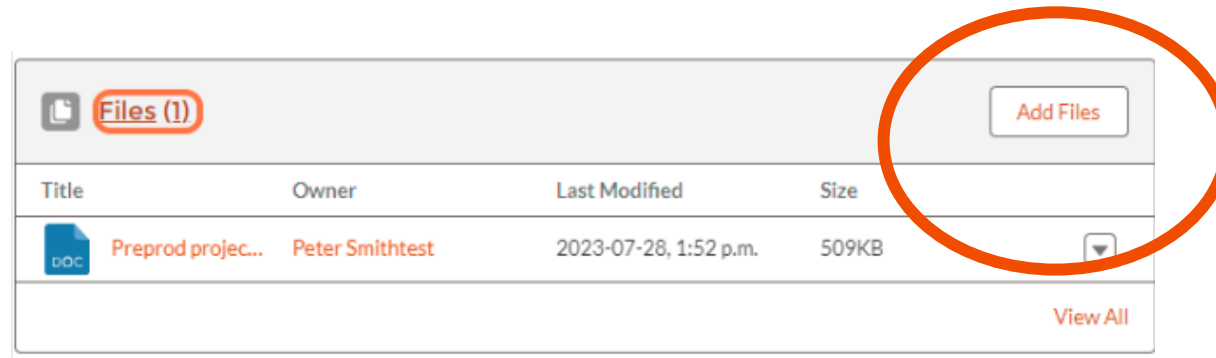 Files (1)
Add Files
Title Owner Last Modified Size
DOC Preprod projec... Peter Smithtest 2023-07-28, 1:52 p.m. 509KB
View All